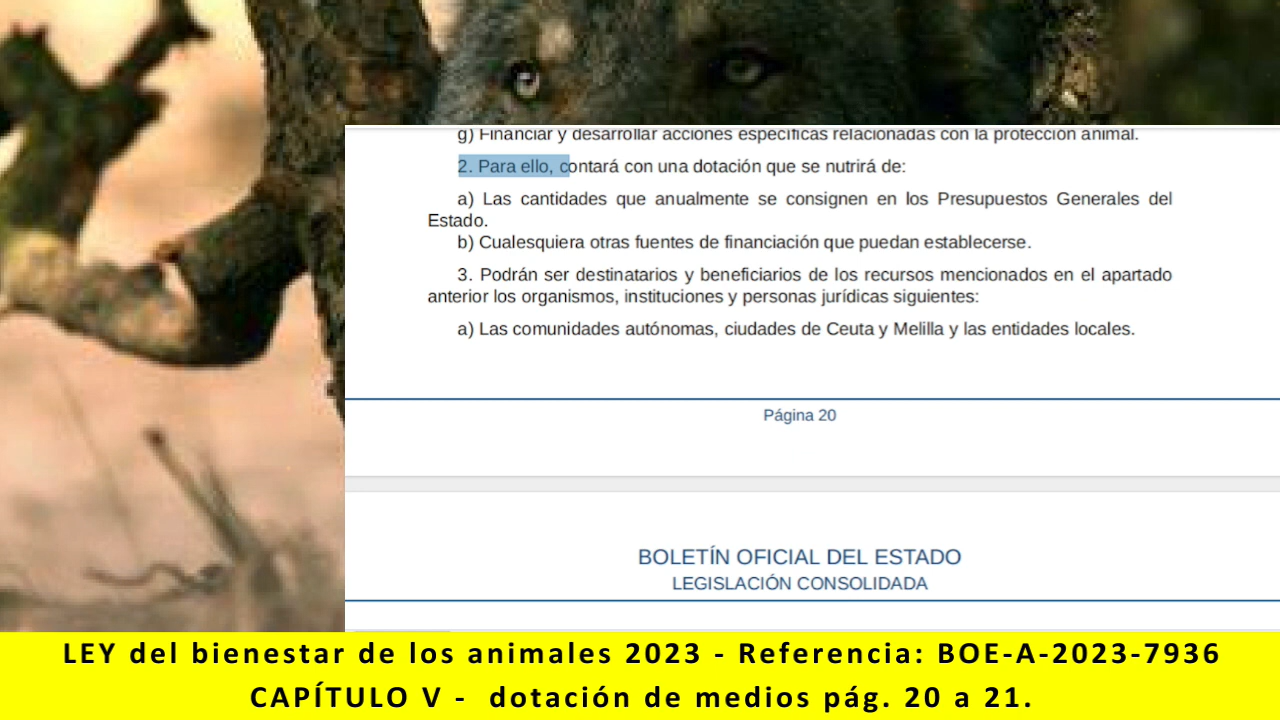 g) Financiar y desarrollar acciones específicas relacionadas con la protección animal.
2. Para ello, contará con una dotación que se nutrirá de:
a) Las cantidades que anualmente se consignen en los Presupuestos Generales del
Estado.
b) Cualesquiera otras fuentes de financiación que puedan establecerse.
3. Podrán ser destinatarios y beneficiarios de los recursos mencionados en el apartado
anterior los organismos, instituciones y personas jurídicas siguientes:
a) Las comunidades autónomas, ciudades de Ceuta y Melilla y las entidades locales.
Página 20
BOLETÍN OFICIAL DEL ESTADO
LEGISLACIÓN CONSOLIDADA
LEY del bienestar de los animales 2023 - Referencia: BOE-A-2023-7936
CAPÍTULO V - dotación de medios pág. 20 a 21.